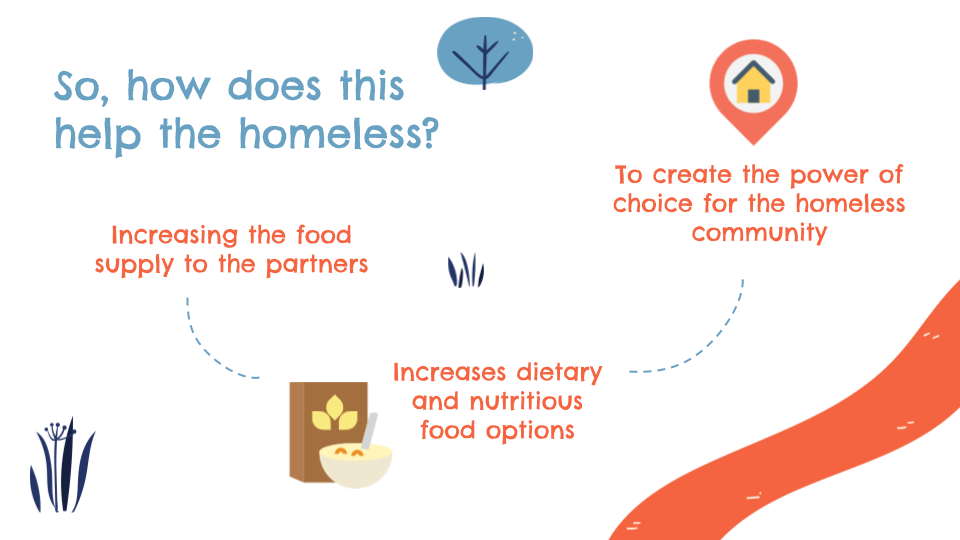 So, how does this
help the homeless?
Increasing the food
supply to the partners
Increases dietary
and nutritious
food options
To create the power of
choice for the homeless
community